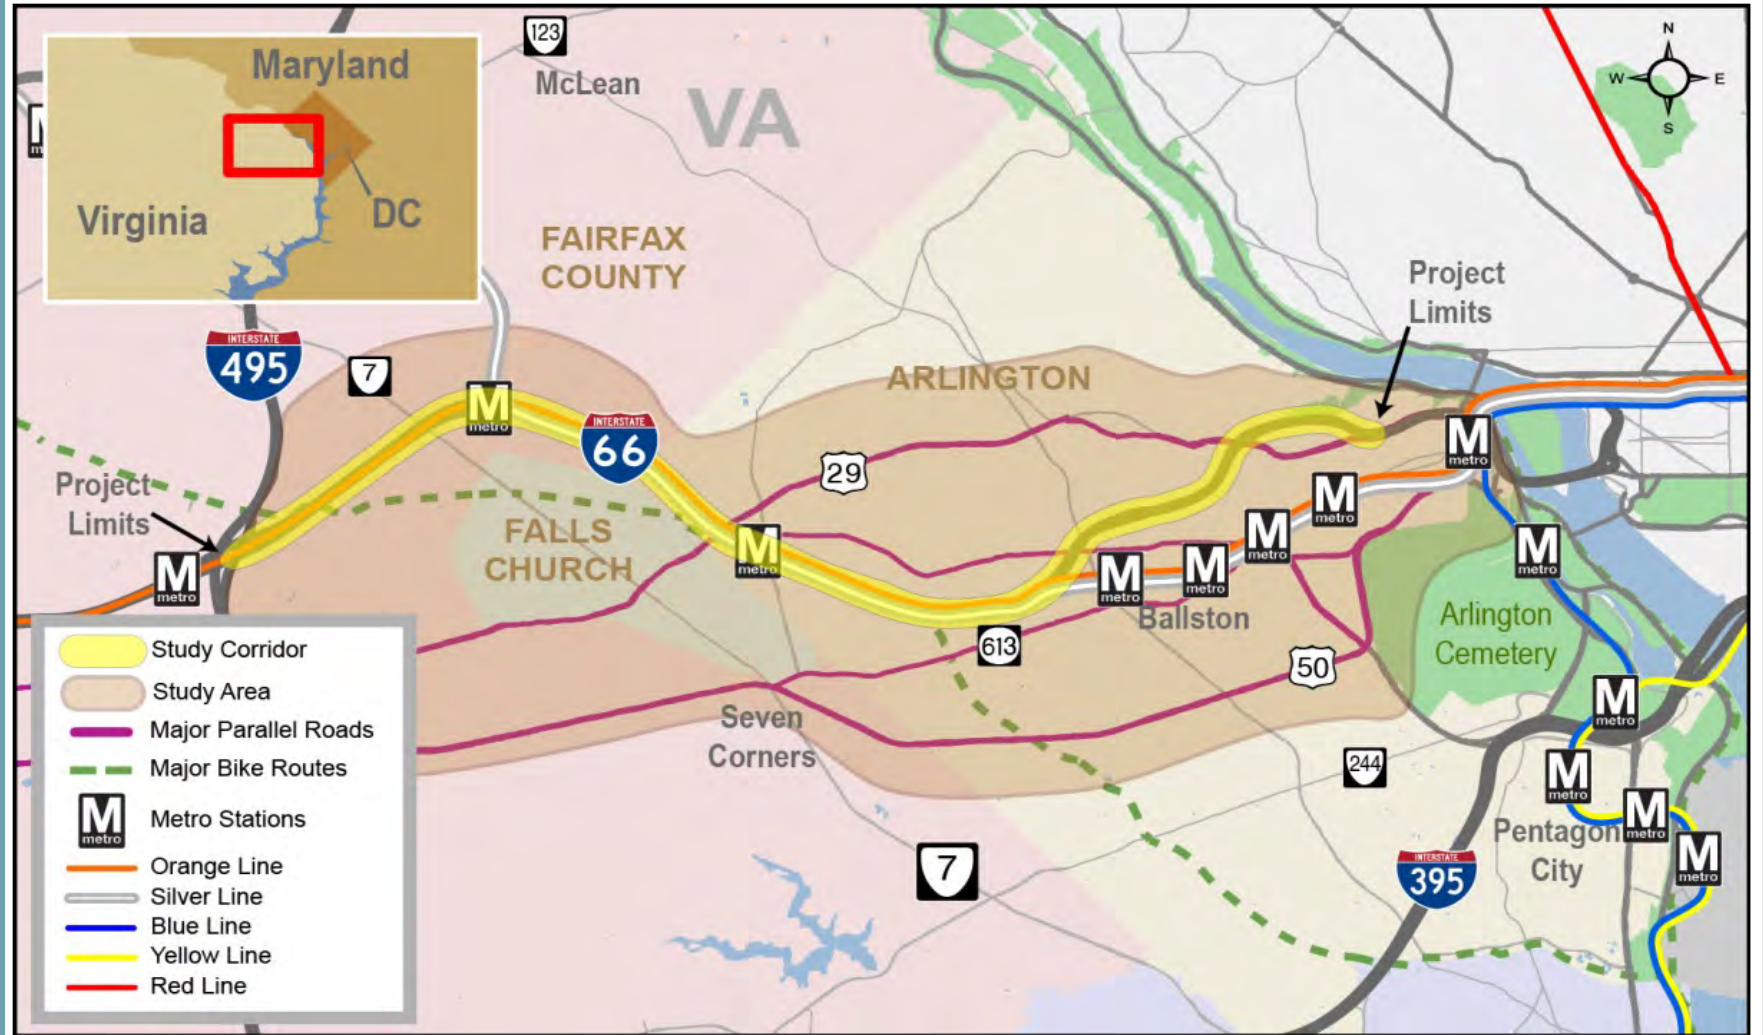 123
McLean
VA
N
W E
S
Maryland
Virginia
DC
FAIRFAX
COUNTY
Project
Limits
INTERSTATE
495
7
ARLINGTON
M
metro
INTERSTATE
66
29
M
metro
Project
Limits
M
metro
M
metro
FALLS
CHURCH
M
metro
M
metro
M
metro
M
metro
M
metro
Ballston
613
50
Arlington
Cemetery
Seven
Corners
244
M
metro
M
metro
M
metro
M
metro
Pentagon
City
7
INTERSTATE
395
Study Corridor
Study Area
Major Parallel Roads
Major Bike Routes
M
metro
Metro Stations
Orange Line
Silver Line
Blue Line
Yellow Line
Red Line